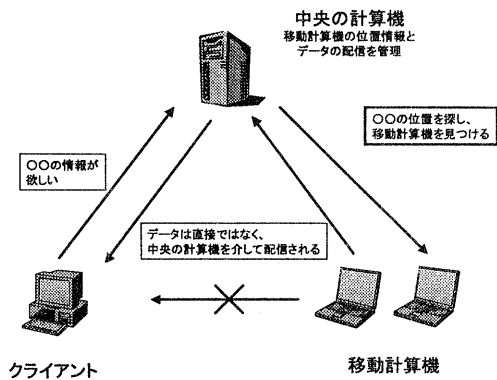 中央の計算機
移動計算機の位置情報と
データの配信を管理
〇〇の位置を探し、
移動計算機を見つける
〇〇の情報が
欲しい
データは直接ではなく、
中央の計算機を介して配信される
クライアント
移動計算機